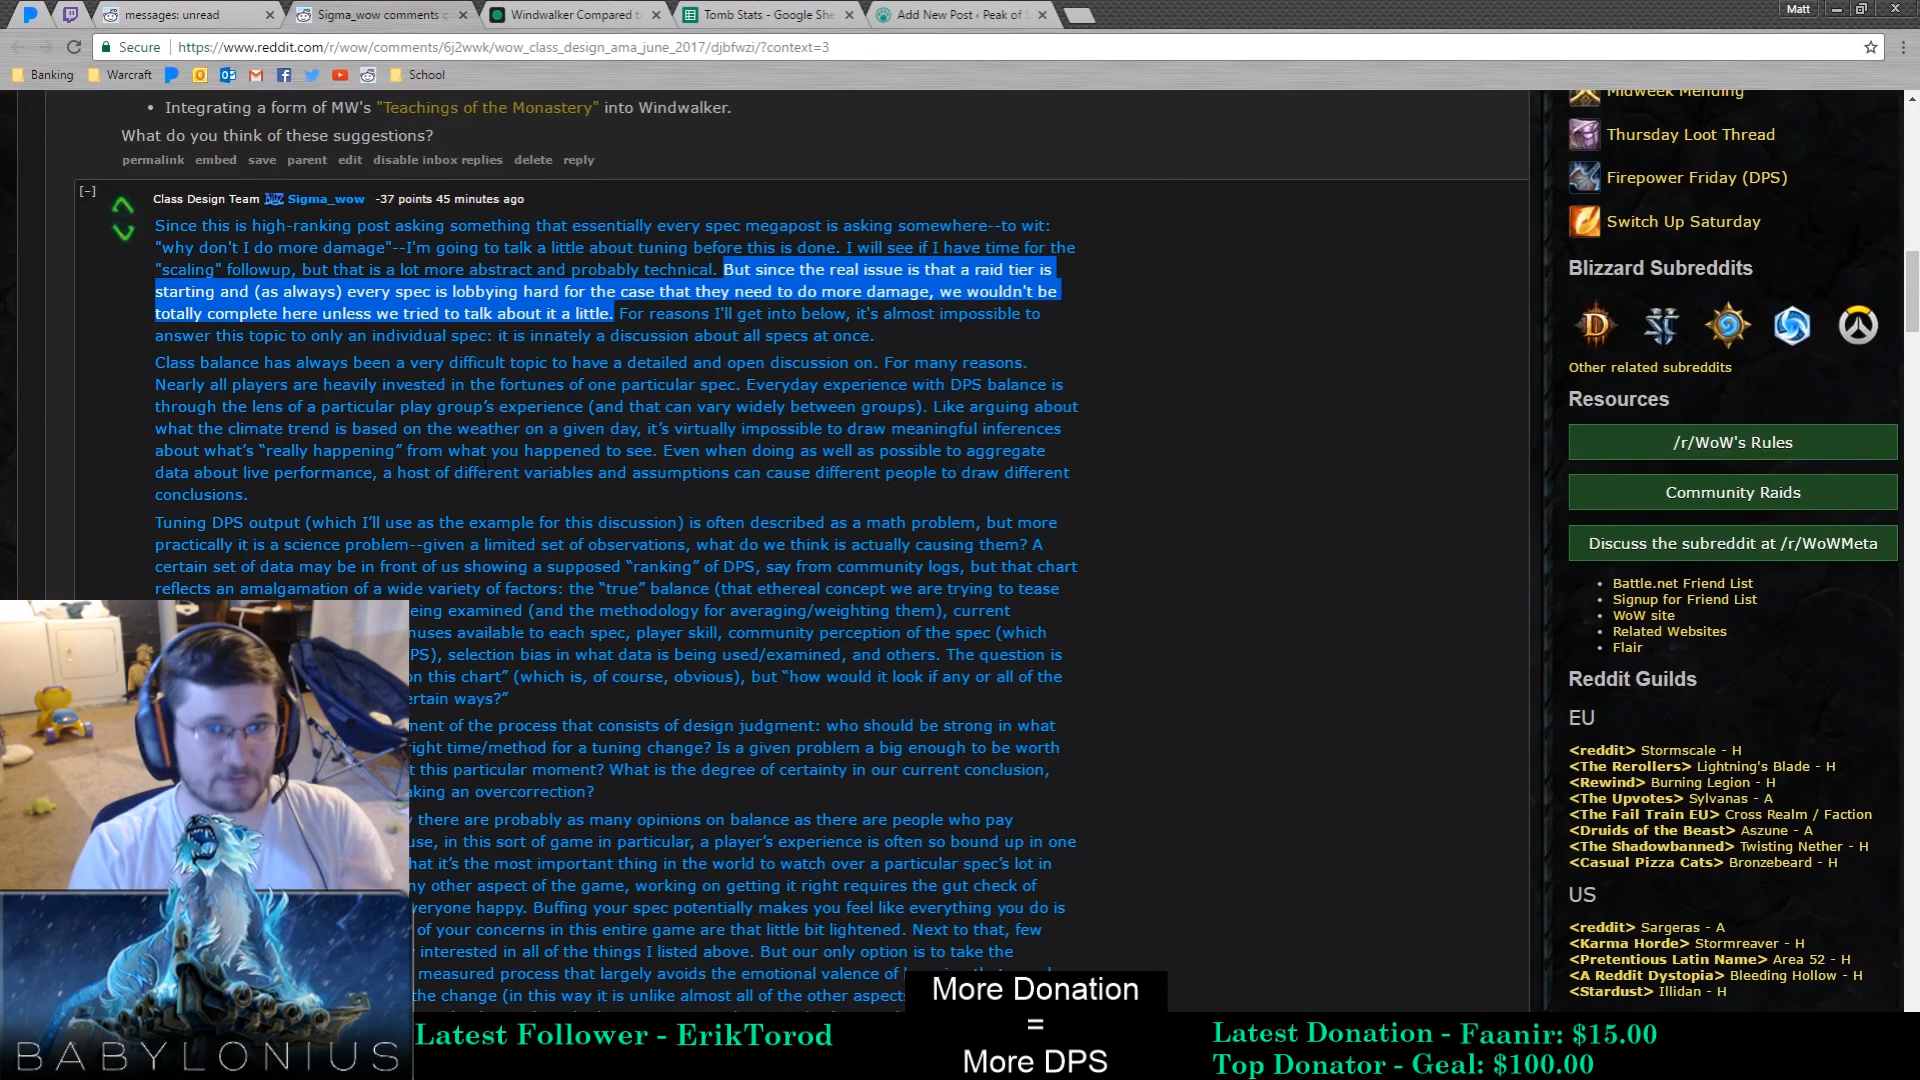 messages: unread
Sigma_wow comments o
Windwalker Compared t
Tomb Stats - Google She
Add New Post ‹ Peak of S
Matt
Secure
https://www.reddit.com/r/wow/comments/6j2wwk/wow_class_design_ama_june_2017/djbfwzi/?context=3
Banking
Warcraft
School
• Integrating a form of MW's "Teachings of the Monastery" into Windwalker.
What do you think of these suggestions?
permalink embed save parent edit disable inbox replies delete reply
[–]
Class Design Team Sigma_wow -37 points 45 minutes ago
Since this is high-ranking post asking something that essentially every spec megapost is asking somewhere--to wit:
"why don't I do more damage"--I'm going to talk a little about tuning before this is done. I will see if I have time for the
"scaling" followup, but that is a lot more abstract and probably technical. But since the real issue is that a raid tier is
starting and (as always) every spec is lobbying hard for the case that they need to do more damage, we wouldn't be
totally complete here unless we tried to talk about it a little. For reasons I'll get into below, it's almost impossible to
answer this topic to only an individual spec: it is innately a discussion about all specs at once.
Class balance has always been a very difficult topic to have a detailed and open discussion on. For many reasons.
Nearly all players are heavily invested in the fortunes of one particular spec. Everyday experience with DPS balance is
through the lens of a particular play group’s experience (and that can vary widely between groups). Like arguing about
what the climate trend is based on the weather on a given day, it’s virtually impossible to draw meaningful inferences
about what’s “really happening” from what you happened to see. Even when doing as well as possible to aggregate
data about live performance, a host of different variables and assumptions can cause different people to draw different
conclusions.
Tuning DPS output (which I’ll use as the example for this discussion) is often described as a math problem, but more
practically it is a science problem--given a limited set of observations, what do we think is actually causing them? A
certain set of data may be in front of us showing a supposed “ranking” of DPS, say from community logs, but that chart
reflects an amalgamation of a wide variety of factors: the “true” balance (that ethereal concept we are trying to tease
eing examined (and the methodology for averaging/weighting them), current
nuses available to each spec, player skill, community perception of the spec (which
PS), selection bias in what data is being used/examined, and others. The question is
on this chart” (which is, of course, obvious), but “how would it look if any or all of the
ertain ways?”
ment of the process that consists of design judgment: who should be strong in what
ight time/method for a tuning change? Is a given problem a big enough to be worth
t this particular moment? What is the degree of certainty in our current conclusion,
aking an overcorrection?
y there are probably as many opinions on balance as there are people who pay
use, in this sort of game in particular, a player’s experience is often so bound up in one
hat it’s the most important thing in the world to watch over a particular spec’s lot in
ny other aspect of the game, working on getting it right requires the gut check of
veryone happy. Buffing your spec potentially makes you feel like everything you do is
of your concerns in this entire game are that little bit lightened. Next to that, few
interested in all of the things I listed above. But our only option is to take the
measured process that largely avoids the emotional valence of
the change (in this way it is unlike almost all of the other aspects
Midweek Mending
Thursday Loot Thread
Firepower Friday (DPS)
Switch Up Saturday
Blizzard Subreddits
Other related subreddits
Resources
/r/WoW's Rules
Community Raids
Discuss the subreddit at /r/WoWMeta
• Battle.net Friend List
• Signup for Friend List
• WoW site
• Related Websites
• Flair
Reddit Guilds
EU
<reddit> Stormscale - H
<The Rerollers> Lightning's Blade - H
<Rewind> Burning Legion - H
<The Upvotes> Sylvanas - A
<The Fail Train EU> Cross Realm / Faction
<Druids of the Beast> Aszune - A
<The Shadowbanned> Twisting Nether - H
<Casual Pizza Cats> Bronzebeard - H
US
<reddit> Sargeras - A
<Karma Horde> Stormreaver - H
<Pretentious Latin Name> Area 52 - H
<A Reddit Dystopia> Bleeding Hollow - H
<Stardust> Illidan - H
BABYLONIUS
Latest Follower - ErikTorod
More Donation
=
More DPS
Latest Donation - Faanir: $15.00
Top Donator - Geal: $100.00